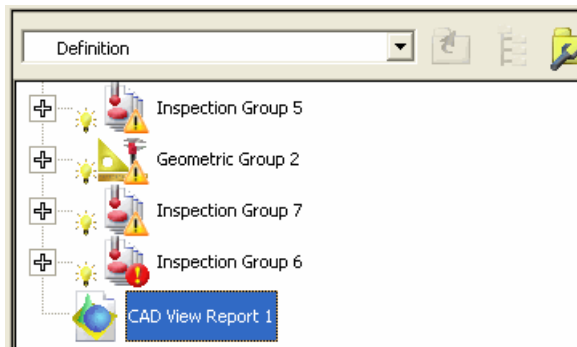 Definition
Inspection Group 5
Geometric Group 2
Inspection Group 7
Inspection Group 6
CAD View Report 1